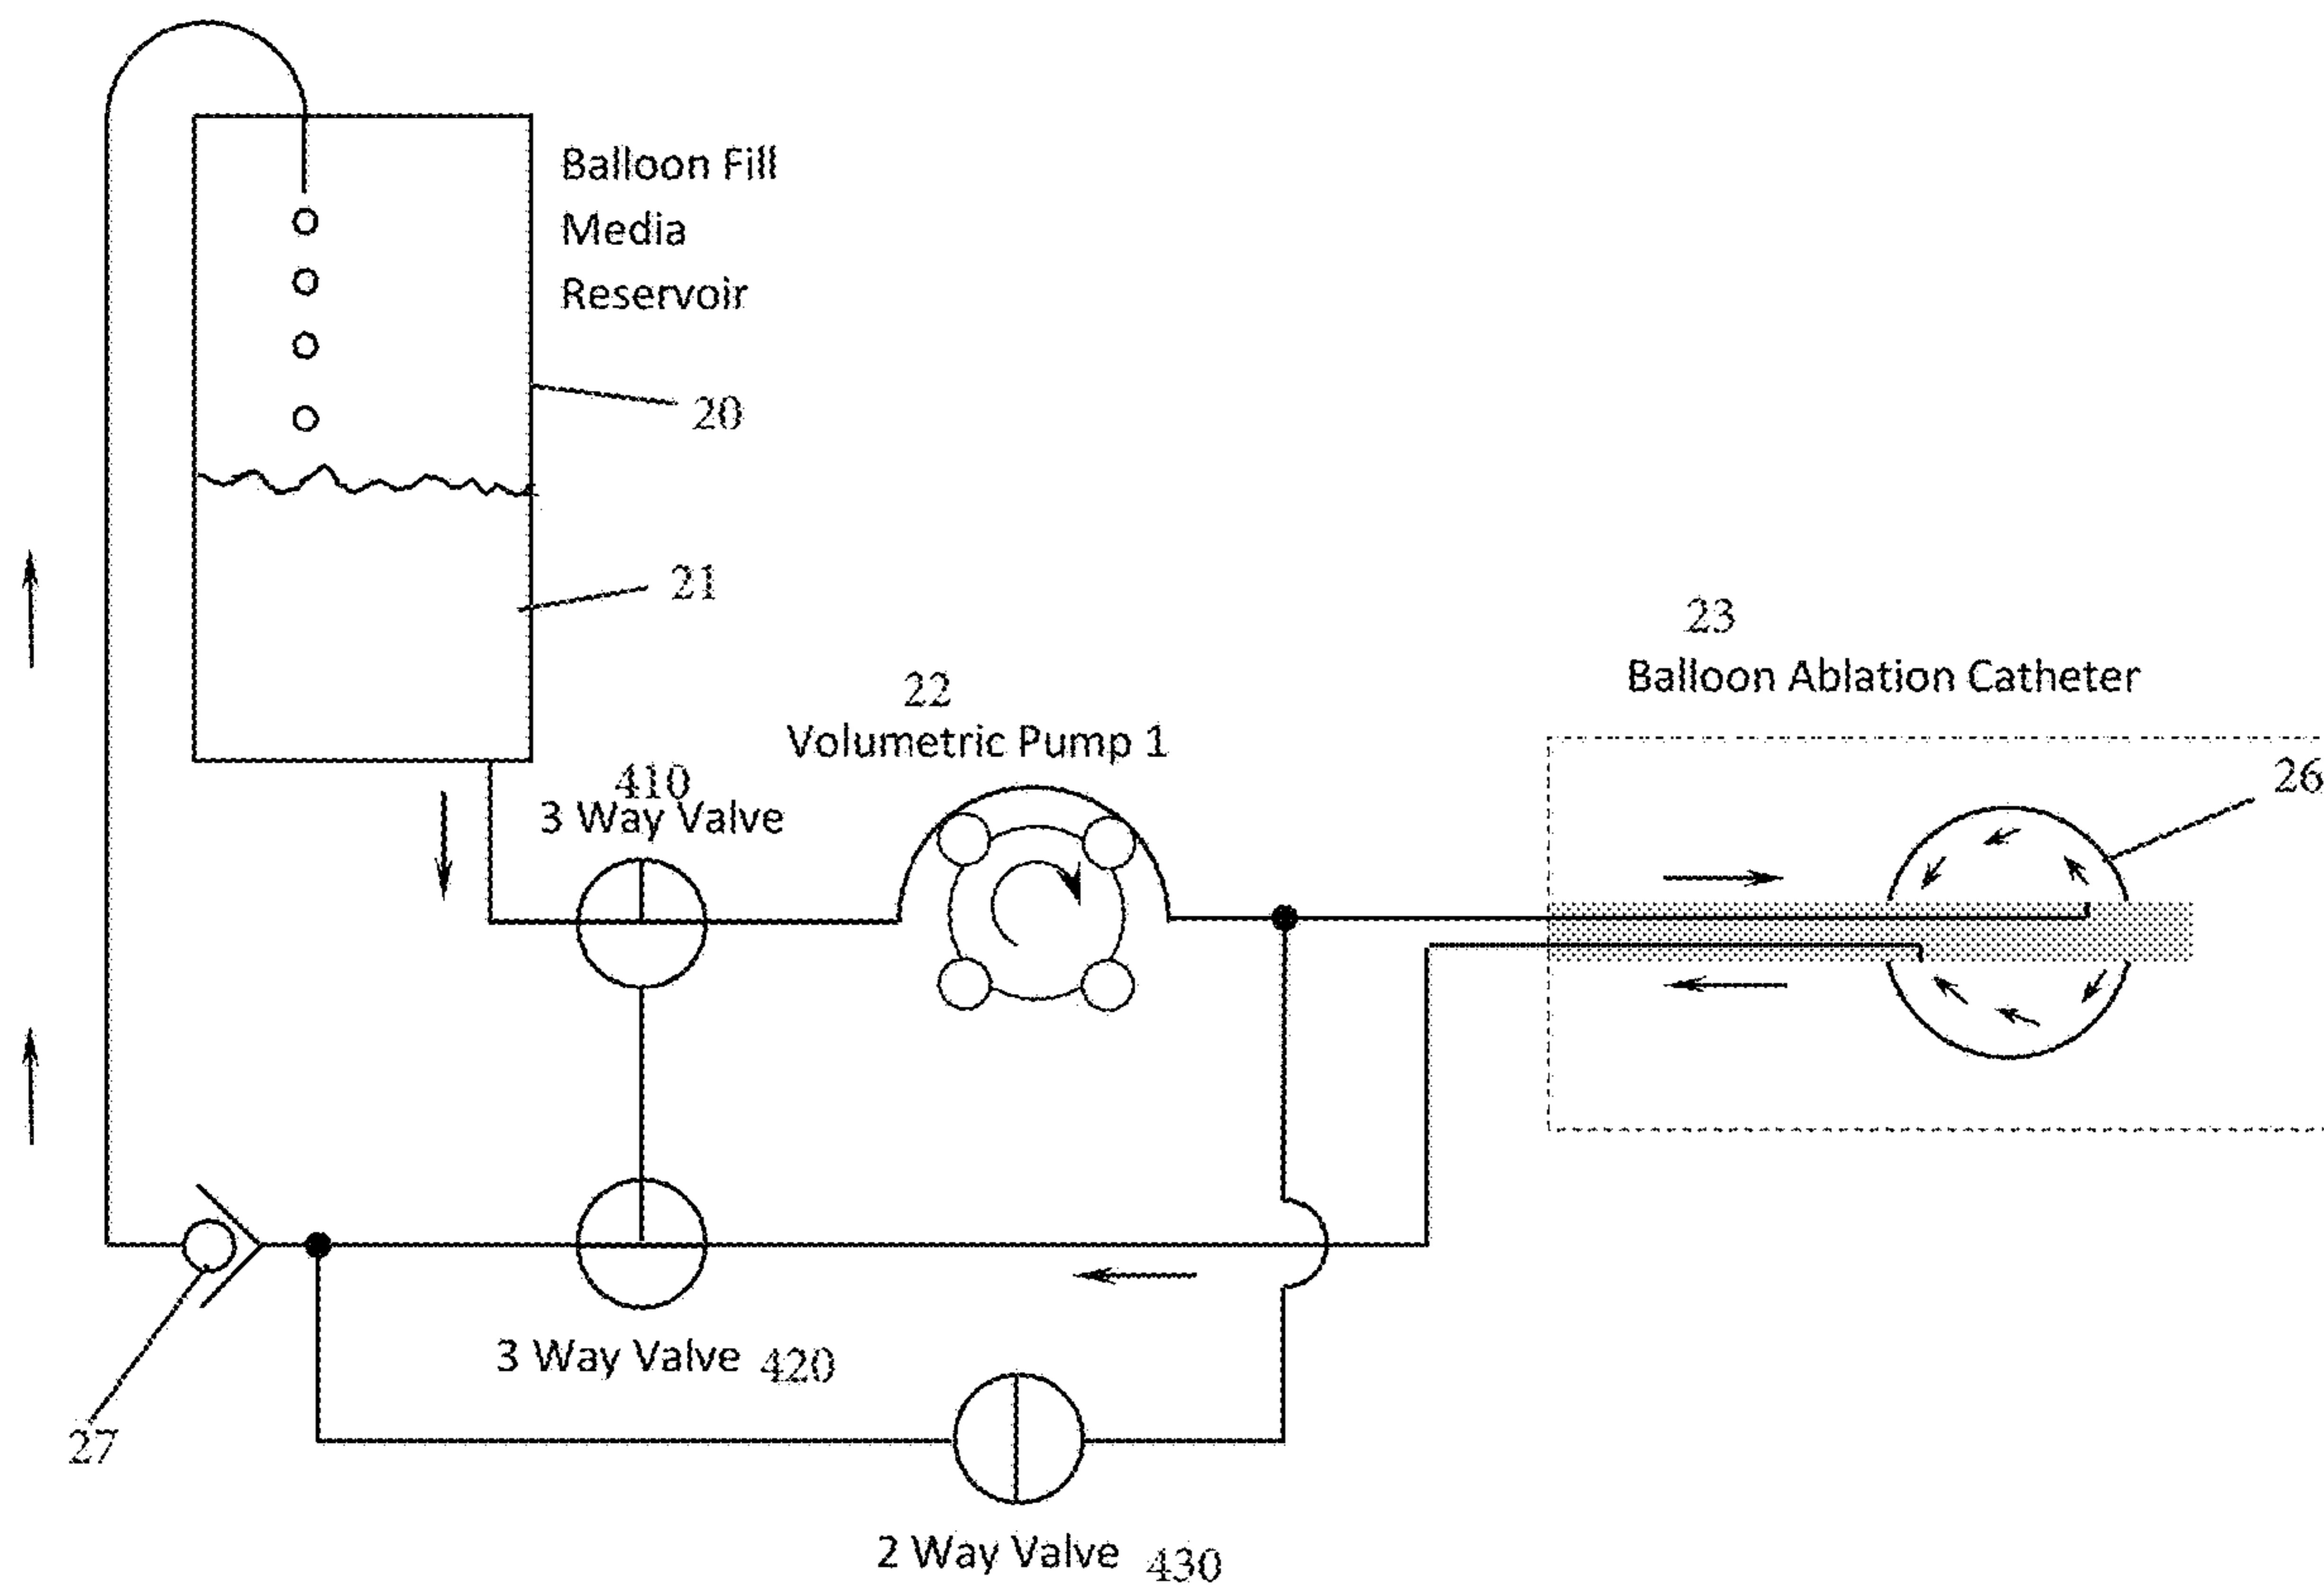 Balloon Fill
Media
Reservoir
20
21
23
Balloon Ablation Catheter
22
Volumetric Pump 1
26
410
3 Way Valve
3 Way Valve 420
27
2 Way Valve 430